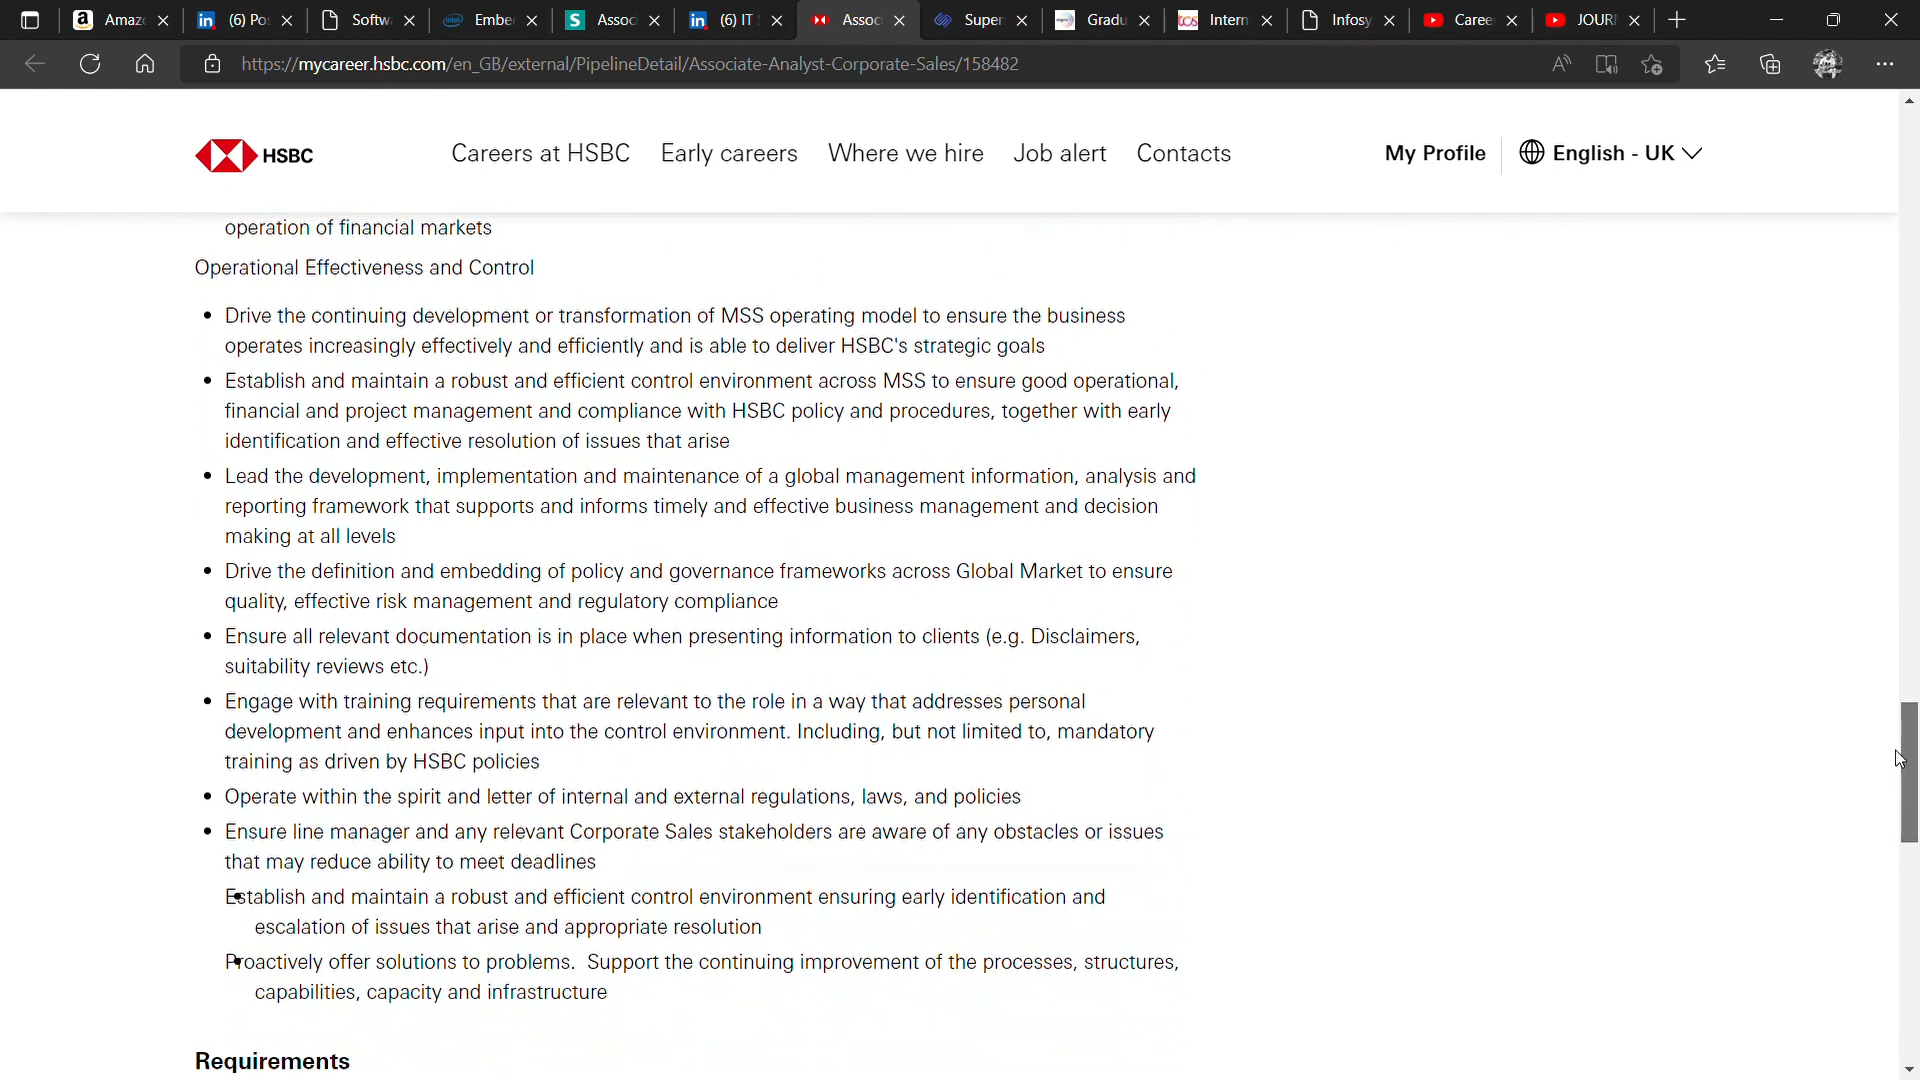 Amaz
(6) Po
Softw
Embe
Assoc
(6) IT
Assoc
Super
Gradu
Intern
Infosy
Caree
JOUR
https://mycareer.hsbc.com/en_GB/external/PipelineDetail/Associate-Analyst-Corporate-Sales/158482
HSBC
Careers at HSBC
Early careers
Where we hire
Job alert
Contacts
My Profile
English - UK
operation of financial markets
Operational Effectiveness and Control
• Drive the continuing development or transformation of MSS operating model to ensure the business
operates increasingly effectively and efficiently and is able to deliver HSBC's strategic goals
• Establish and maintain a robust and efficient control environment across MSS to ensure good operational,
financial and project management and compliance with HSBC policy and procedures, together with early
identification and effective resolution of issues that arise
• Lead the development, implementation and maintenance of a global management information, analysis and
reporting framework that supports and informs timely and effective business management and decision
making at all levels
• Drive the definition and embedding of policy and governance frameworks across Global Market to ensure
quality, effective risk management and regulatory compliance
• Ensure all relevant documentation is in place when presenting information to clients (e.g. Disclaimers,
suitability reviews etc.)
• Engage with training requirements that are relevant to the role in a way that addresses personal
development and enhances input into the control environment. Including, but not limited to, mandatory
training as driven by HSBC policies
• Operate within the spirit and letter of internal and external regulations, laws, and policies
• Ensure line manager and any relevant Corporate Sales stakeholders are aware of any obstacles or issues
that may reduce ability to meet deadlines
• Establish and maintain a robust and efficient control environment ensuring early identification and
escalation of issues that arise and appropriate resolution
• Proactively offer solutions to problems.  Support the continuing improvement of the processes, structures,
capabilities, capacity and infrastructure
Requirements